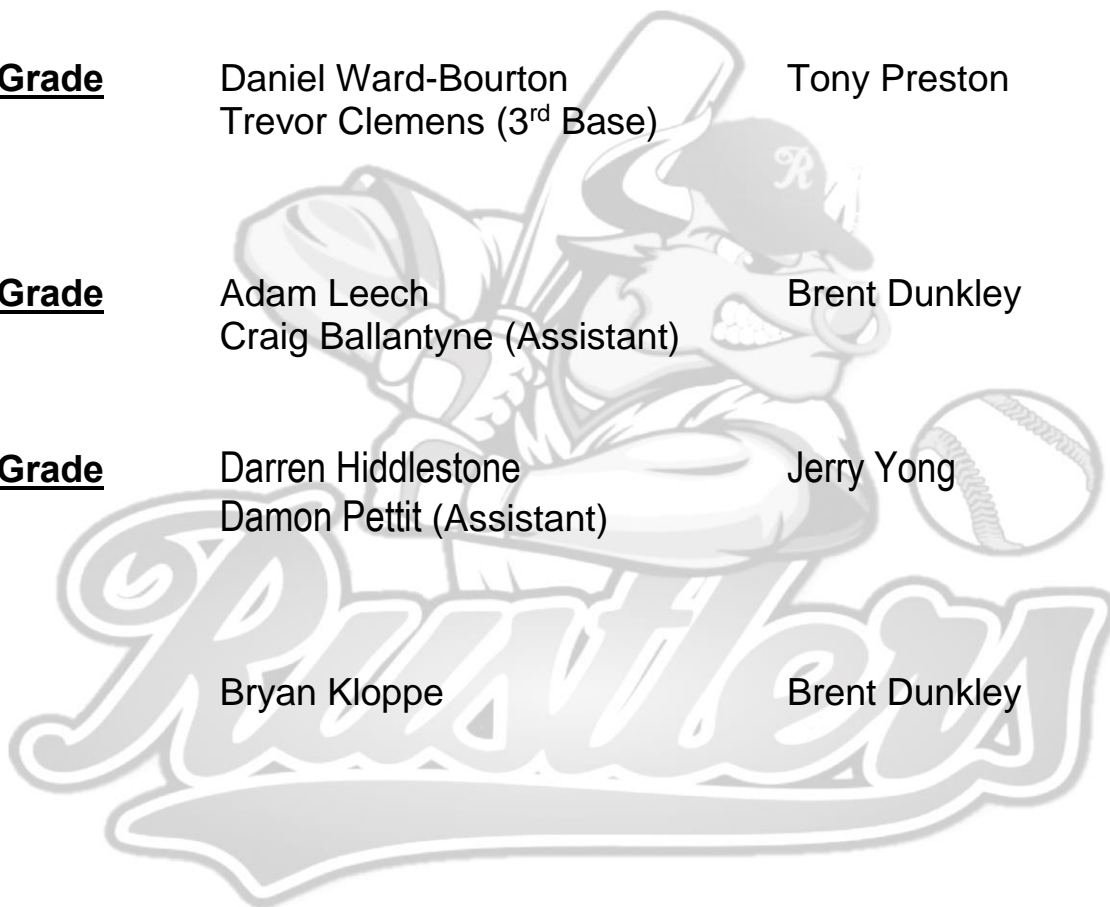 Grade Daniel Ward-Bourton Tony Preston
Trevor Clemens (3rd Base)
Grade Adam Leech Brent Dunkley
Craig Ballantyne (Assistant)
Grade Darren Hiddlestone Jerry Yong
Damon Pettit (Assistant)
Bryan Kloppe Brent Dunkley
R
Rustlers